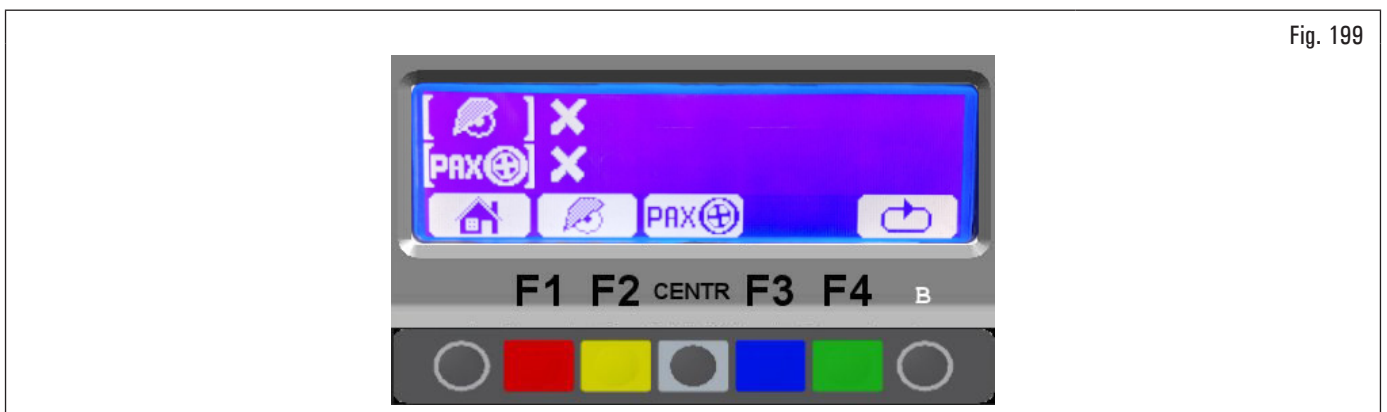 Fig. 199
[ ] X
[PAX ] X
PAX
F1 F2 CENTR F3 F4 B